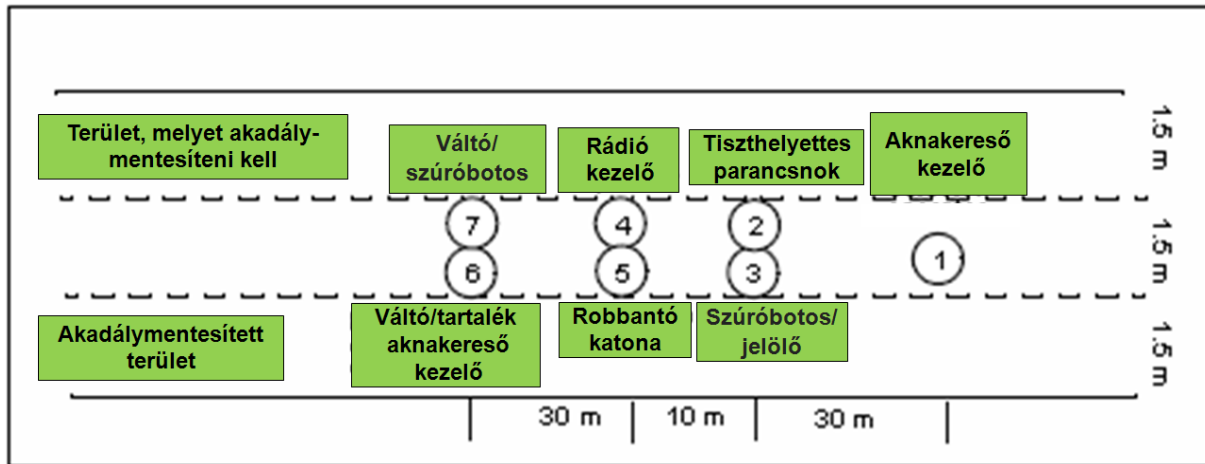 Terület, melyet akadály-
mentesíteni kell
Váltó/
szúróbotos
Rádió
kezelő
Tiszthelyettes
parancsnok
Aknakereső
kezelő
1.5 m
7
4
2
1
6
5
3
1.5 m
Akadálymentesített
terület
Váltó/tartalék
aknakereső
kezelő
Robbantó
katona
Szúróbotos/
jelölő
1.5 m
30 m
10 m
30 m